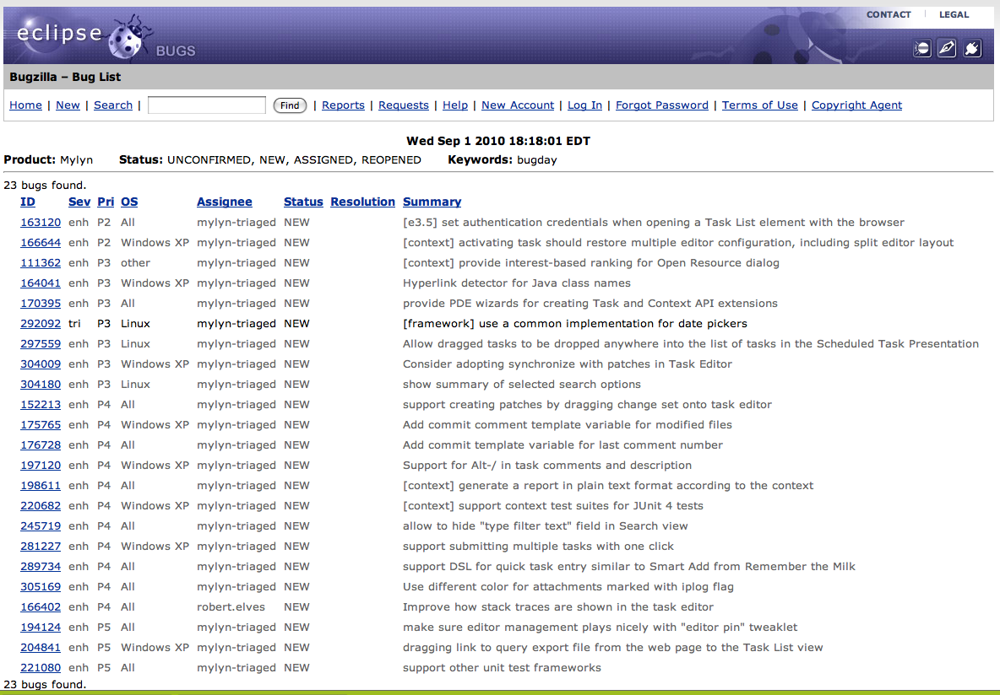 CONTACT | LEGAL
eclipse BUGS
Bugzilla – Bug List
Home | New | Search | Find | Reports | Requests | Help | New Account | Log In | Forgot Password | Terms of Use | Copyright Agent
Wed Sep 1 2010 18:18:01 EDT
Product: Mylyn Status: UNCONFIRMED, NEW, ASSIGNED, REOPENED Keywords: bugday
23 bugs found.
ID Sev Pri OS Assignee Status Resolution Summary
163120 enh P2 All mylyn-triaged NEW [e3.5] set authentication credentials when opening a Task List element with the browser
166644 enh P2 Windows XP mylyn-triaged NEW [context] activating task should restore multiple editor configuration, including split editor layout
111362 enh P3 other mylyn-triaged NEW [context] provide interest-based ranking for Open Resource dialog
164041 enh P3 Windows XP mylyn-triaged NEW Hyperlink detector for Java class names
170395 enh P3 All mylyn-triaged NEW provide PDE wizards for creating Task and Context API extensions
292092 tri P3 Linux mylyn-triaged NEW [framework] use a common implementation for date pickers
297559 enh P3 Linux mylyn-triaged NEW Allow dragged tasks to be dropped anywhere into the list of tasks in the Scheduled Task Presentation
304009 enh P3 Windows XP mylyn-triaged NEW Consider adopting synchronize with patches in Task Editor
304180 enh P3 Linux mylyn-triaged NEW show summary of selected search options
152213 enh P4 All mylyn-triaged NEW support creating patches by dragging change set onto task editor
175765 enh P4 Windows XP mylyn-triaged NEW Add commit comment template variable for modified files
176728 enh P4 All mylyn-triaged NEW Add commit template variable for last comment number
197120 enh P4 Windows XP mylyn-triaged NEW Support for Alt-/ in task comments and description
198611 enh P4 All mylyn-triaged NEW [context] generate a report in plain text format according to the context
220682 enh P4 Windows XP mylyn-triaged NEW [context] support context test suites for JUnit 4 tests
245719 enh P4 All mylyn-triaged NEW allow to hide "type filter text" field in Search view
281227 enh P4 Windows XP mylyn-triaged NEW support submitting multiple tasks with one click
289734 enh P4 All mylyn-triaged NEW support DSL for quick task entry similar to Smart Add from Remember the Milk
305169 enh P4 All mylyn-triaged NEW Use different color for attachments marked with iplog flag
166402 enh P4 All robert.elves NEW Improve how stack traces are shown in the task editor
194124 enh P5 All mylyn-triaged NEW make sure editor management plays nicely with "editor pin" tweaklet
204841 enh P5 Windows XP mylyn-triaged NEW dragging link to query export file from the web page to the Task List view
221080 enh P5 All mylyn-triaged NEW support other unit test frameworks
23 bugs found.